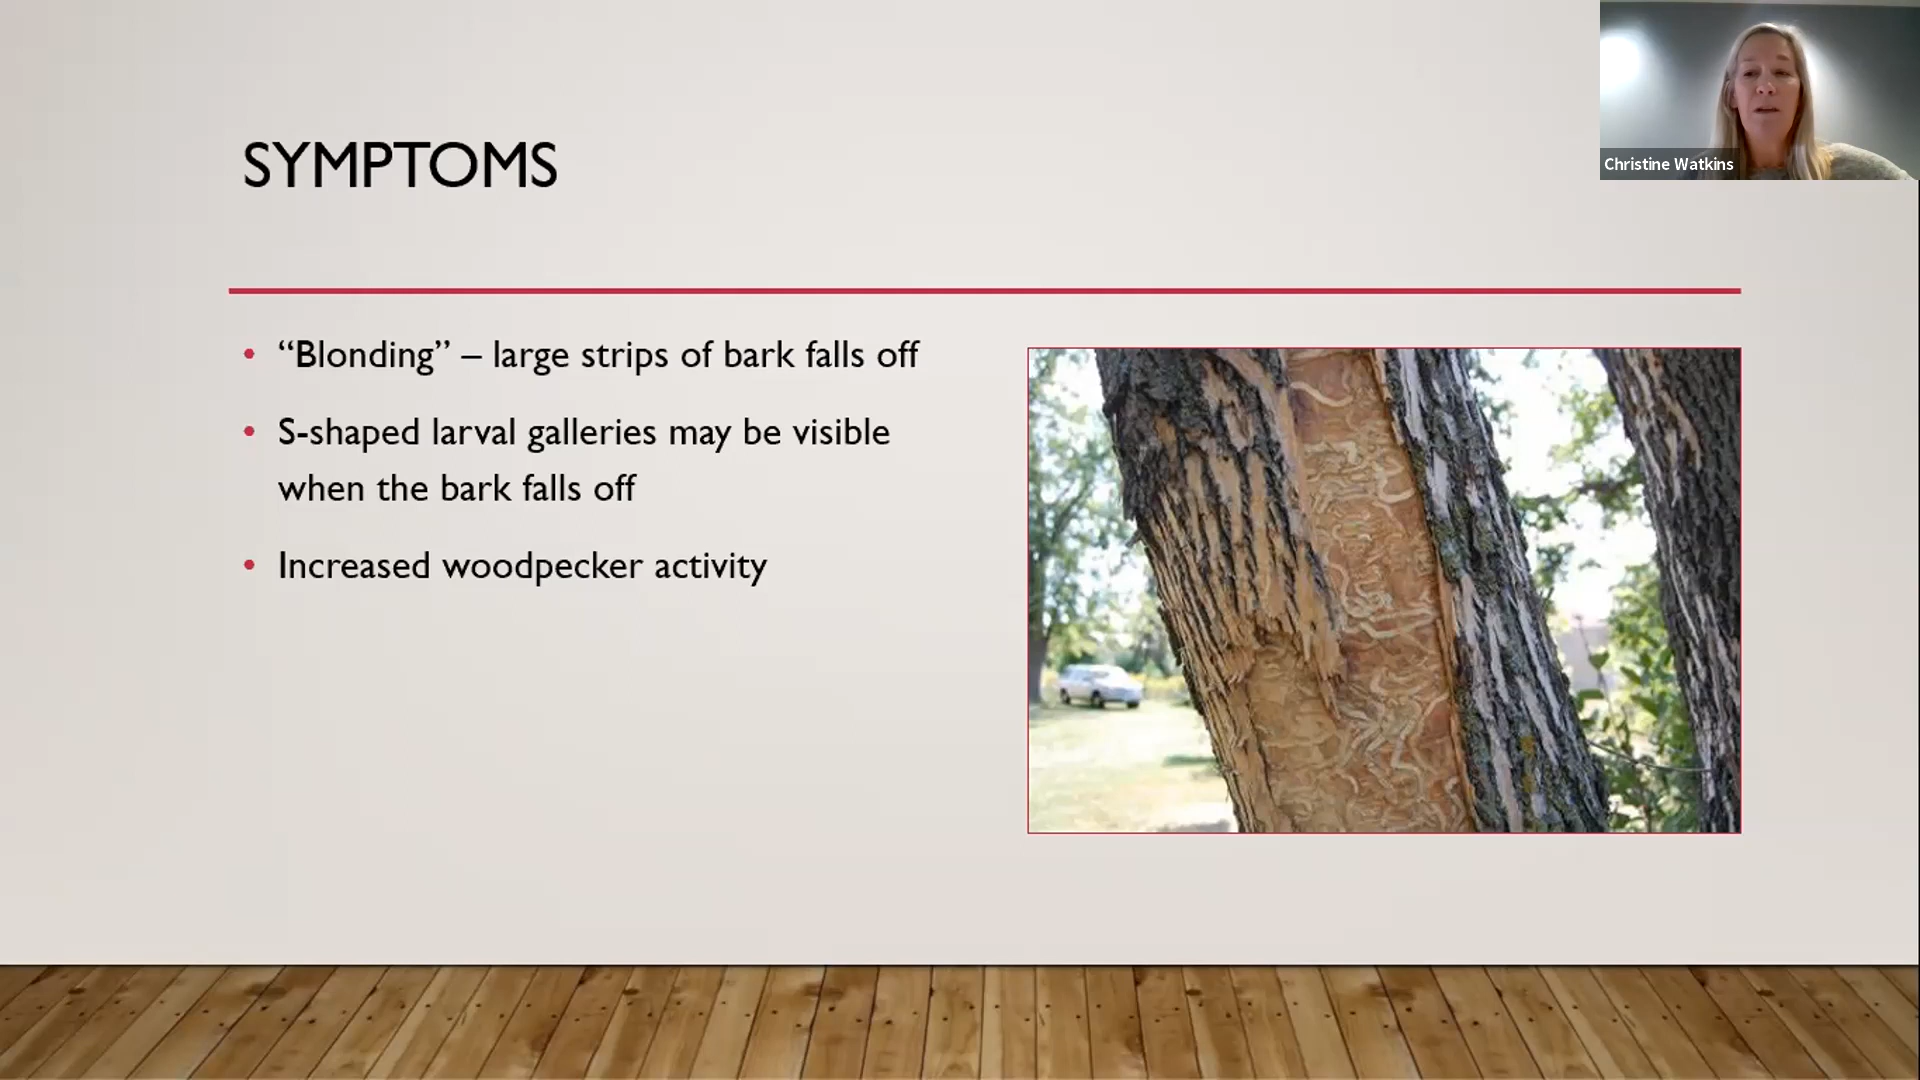 SYMPTOMS
Christine Watkins
• “Blonding” – large strips of bark falls off
• S-shaped larval galleries may be visible
when the bark falls off
• Increased woodpecker activity